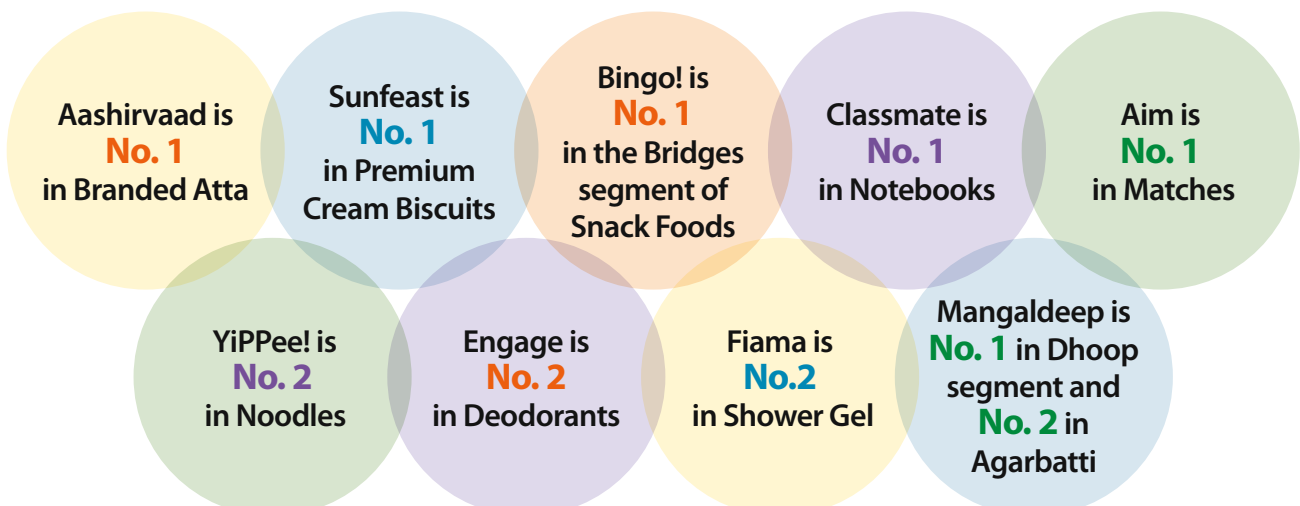 Aashirvaad is
No. 1
in Branded Atta
Sunfeast is
No. 1
in Premium
Cream Biscuits
Bingo! is
No. 1
in the Bridges
segment of
Snack Foods
Classmate is
No. 1
in Notebooks
Aim is
No. 1
in Matches
YiPPee! is
No. 2
in Noodles
Engage is
No. 2
in Deodorants
Fiama is
No.2
in Shower Gel
Mangaldeep is
No. 1 in Dhoop
segment and
No. 2 in
Agarbatti